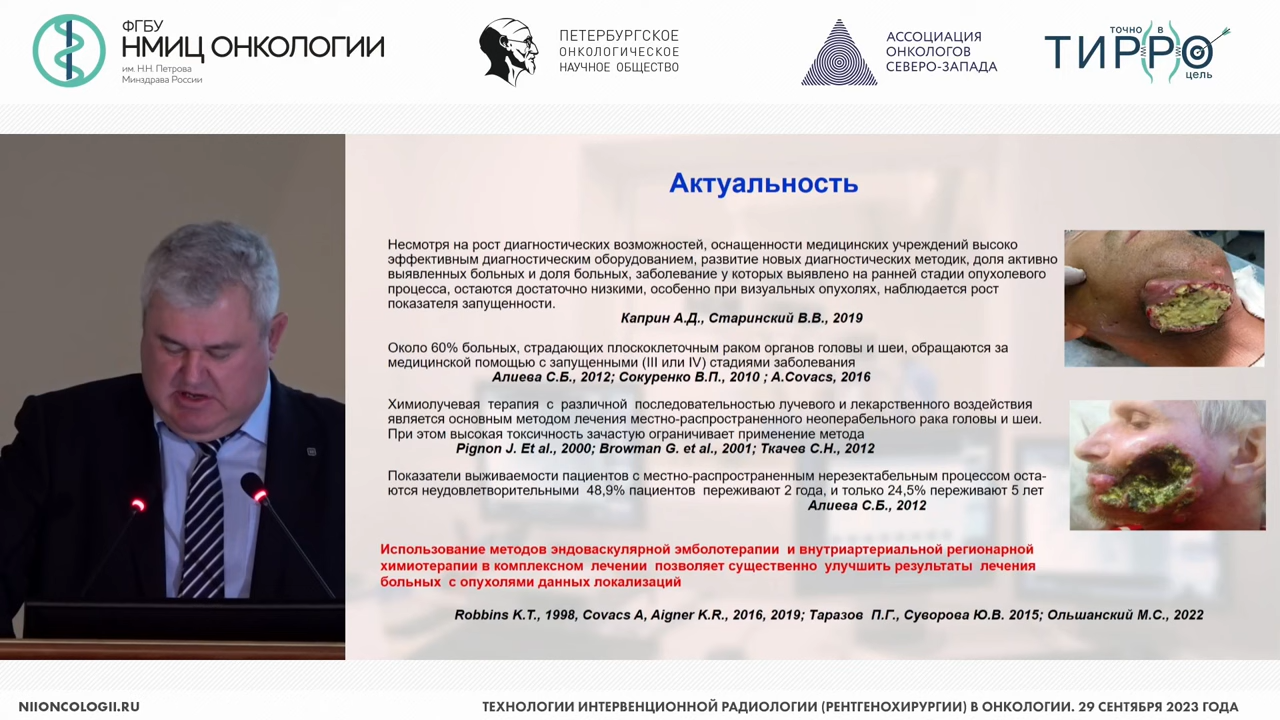 ФГБУ
НМИЦ ОНКОЛОГИИ
им. Н.Н. Петрова
Минздрава России
ПЕТЕРБУРГСКОЕ
ОНКОЛОГИЧЕСКОЕ
НАУЧНОЕ ОБЩЕСТВО
АССОЦИАЦИЯ
ОНКОЛОГОВ
СЕВЕРО-ЗАПАДА
точно в
ТИРРО
цель
Актуальность
Несмотря на рост диагностических возможностей, оснащенности медицинских учреждений высоко
эффективным диагностическим оборудованием, развитие новых диагностических методик, доля активно
выявленных больных и доля больных, заболевание у которых выявлено на ранней стадии опухолевого
процесса, остаются достаточно низкими, особенно при визуальных опухолях, наблюдается рост
показателя запущенности.
Каприн А.Д., Старинский В.В., 2019
Около 60% больных, страдающих плоскоклеточным раком органов головы и шеи, обращаются за
медицинской помощью с запущенными (III или IV) стадиями заболевания
Алиева С.Б., 2012; Сокуренко В.П., 2010 ; A.Covacs, 2016
Химиолучевая терапия с различной последовательностью лучевого и лекарственного воздействия
является основным методом лечения местно-распространенного неоперабельного рака головы и шеи.
При этом высокая токсичность зачастую ограничивает применение метода
Pignon J. Et al., 2000; Browman G. et al., 2001; Ткачев С.Н., 2012
Показатели выживаемости пациентов с местно-распространенным нерезектабельным процессом оста-
ются неудовлетворительными 48,9% пациентов переживают 2 года, и только 24,5% переживают 5 лет
Алиева С.Б., 2012
Использование методов эндоваскулярной эмболотерапии и внутриартериальной регионарной
химиотерапии в комплексном лечении позволяет существенно улучшить результаты лечения
больных с опухолями данных локализаций
Robbins K.T., 1998, Covacs A, Aigner K.R., 2016, 2019; Таразов П.Г., Суворова Ю.В. 2015; Ольшанский М.С., 2022
NIIONCOLOGII.RU
ТЕХНОЛОГИИ ИНТЕРВЕНЦИОННОЙ РАДИОЛОГИИ (РЕНТГЕНОХИРУРГИИ) В ОНКОЛОГИИ. 29 СЕНТЯБРЯ 2023 ГОДА